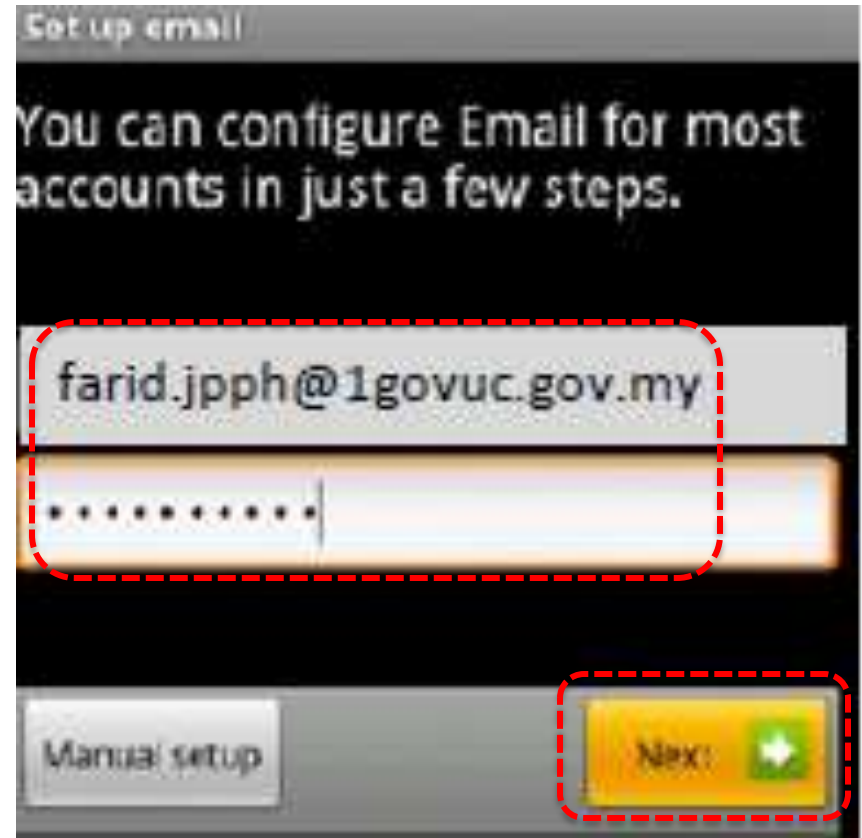 Set up email
You can configure Email for most
accounts in just a few steps.
farid.jpph@1govuc.gov.my
••••••••••
Manual setup
Next